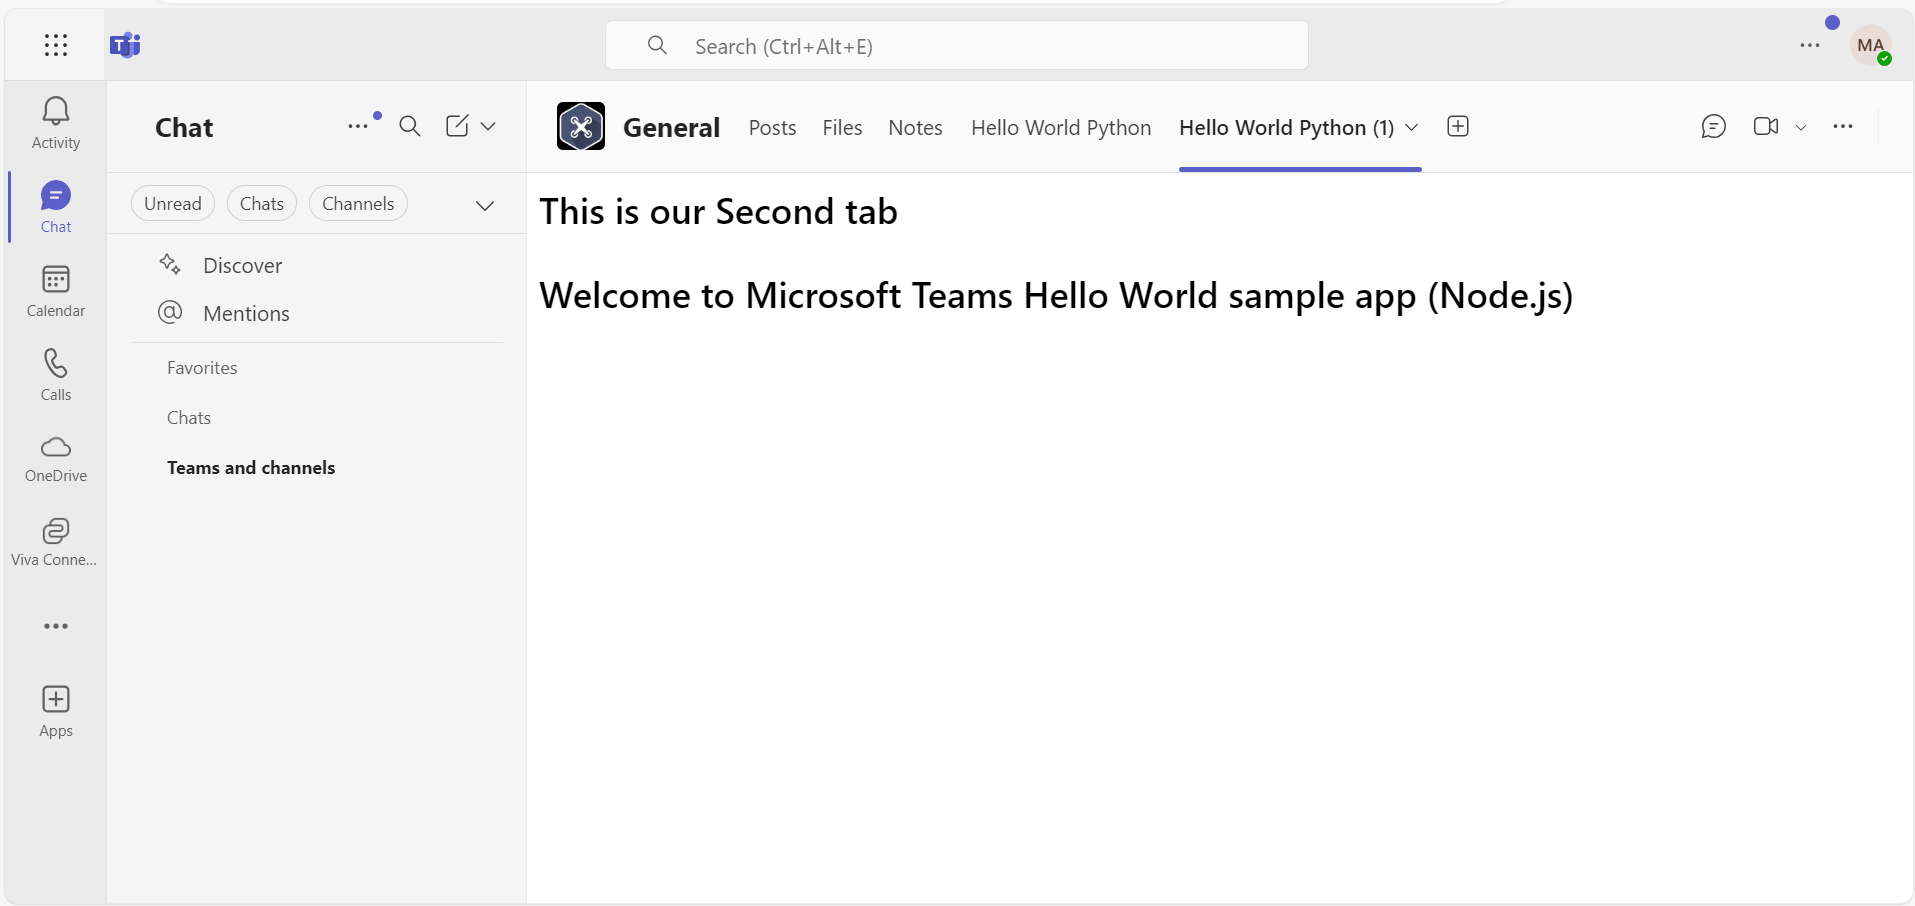 T
Search (Ctrl+Alt+E)
MA
Activity
Chat
Calendar
Calls
OneDrive
Viva Conne...
Apps
Chat
Unread
Chats
Channels
Discover
@ Mentions
Favorites
Chats
Teams and channels
General Posts Files Notes Hello World Python Hello World Python (1)
This is our Second tab
Welcome to Microsoft Teams Hello World sample app (Node.js)